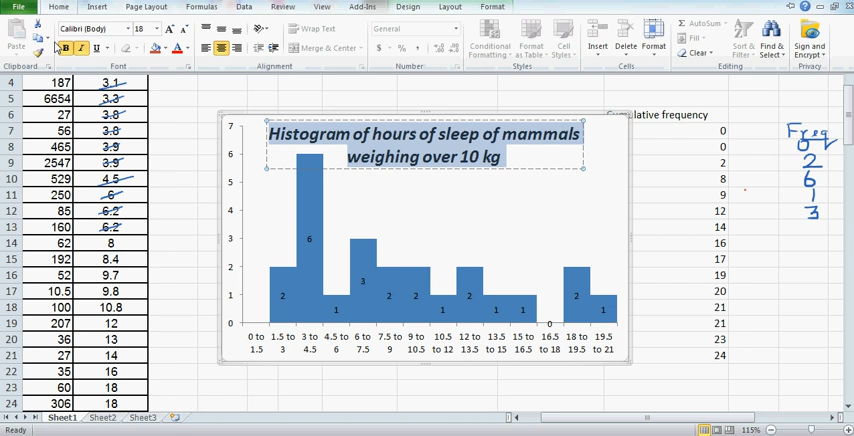 File Home Insert Page Layout Formulas Data Review View Add-Ins Design Layout Format
Calibri (Body) 18 A A Wrap Text General AutoSum
Paste B I U A Merge & Center $ % , Conditional Formatting Format as Table Cell Styles Insert Delete Format Fill Clear Sort & Filter Find & Select Sign and Encrypt
Clipboard Font Alignment Number Styles Cells Editing Privacy
4 187 3.1
5 6654 3.3
6 27 3.8 Cumulative frequency
7 56 3.8 0
8 465 3.9 0
9 2547 3.9 2
10 529 4.5 8
11 250 6 9
12 85 6.2 12
13 160 6.2 14
14 62 8 16
15 192 8.4 17
16 52 9.7 19
17 10.5 9.8 20
18 100 10.8 21
19 207 12 21
20 36 13 23
21 27 14 24
22 35 16
23 60 18
24 306 18
Histogram of hours of sleep of mammals
weighing over 10 kg
7
6
5
4
3
2
1
0
2 6 1 3 2 2 1 2 1 1 0 2 1
0 to 1.5 1.5 to 3 3 to 4.5 4.5 to 6 6 to 7.5 7.5 to 9 9 to 10.5 10.5 to 12 12 to 13.5 13.5 to 15 15 to 16.5 16.5 to 18 18 to 19.5 19.5 to 21
Freq
0
2
6
1
3
Sheet1 Sheet2 Sheet3
Ready 115%